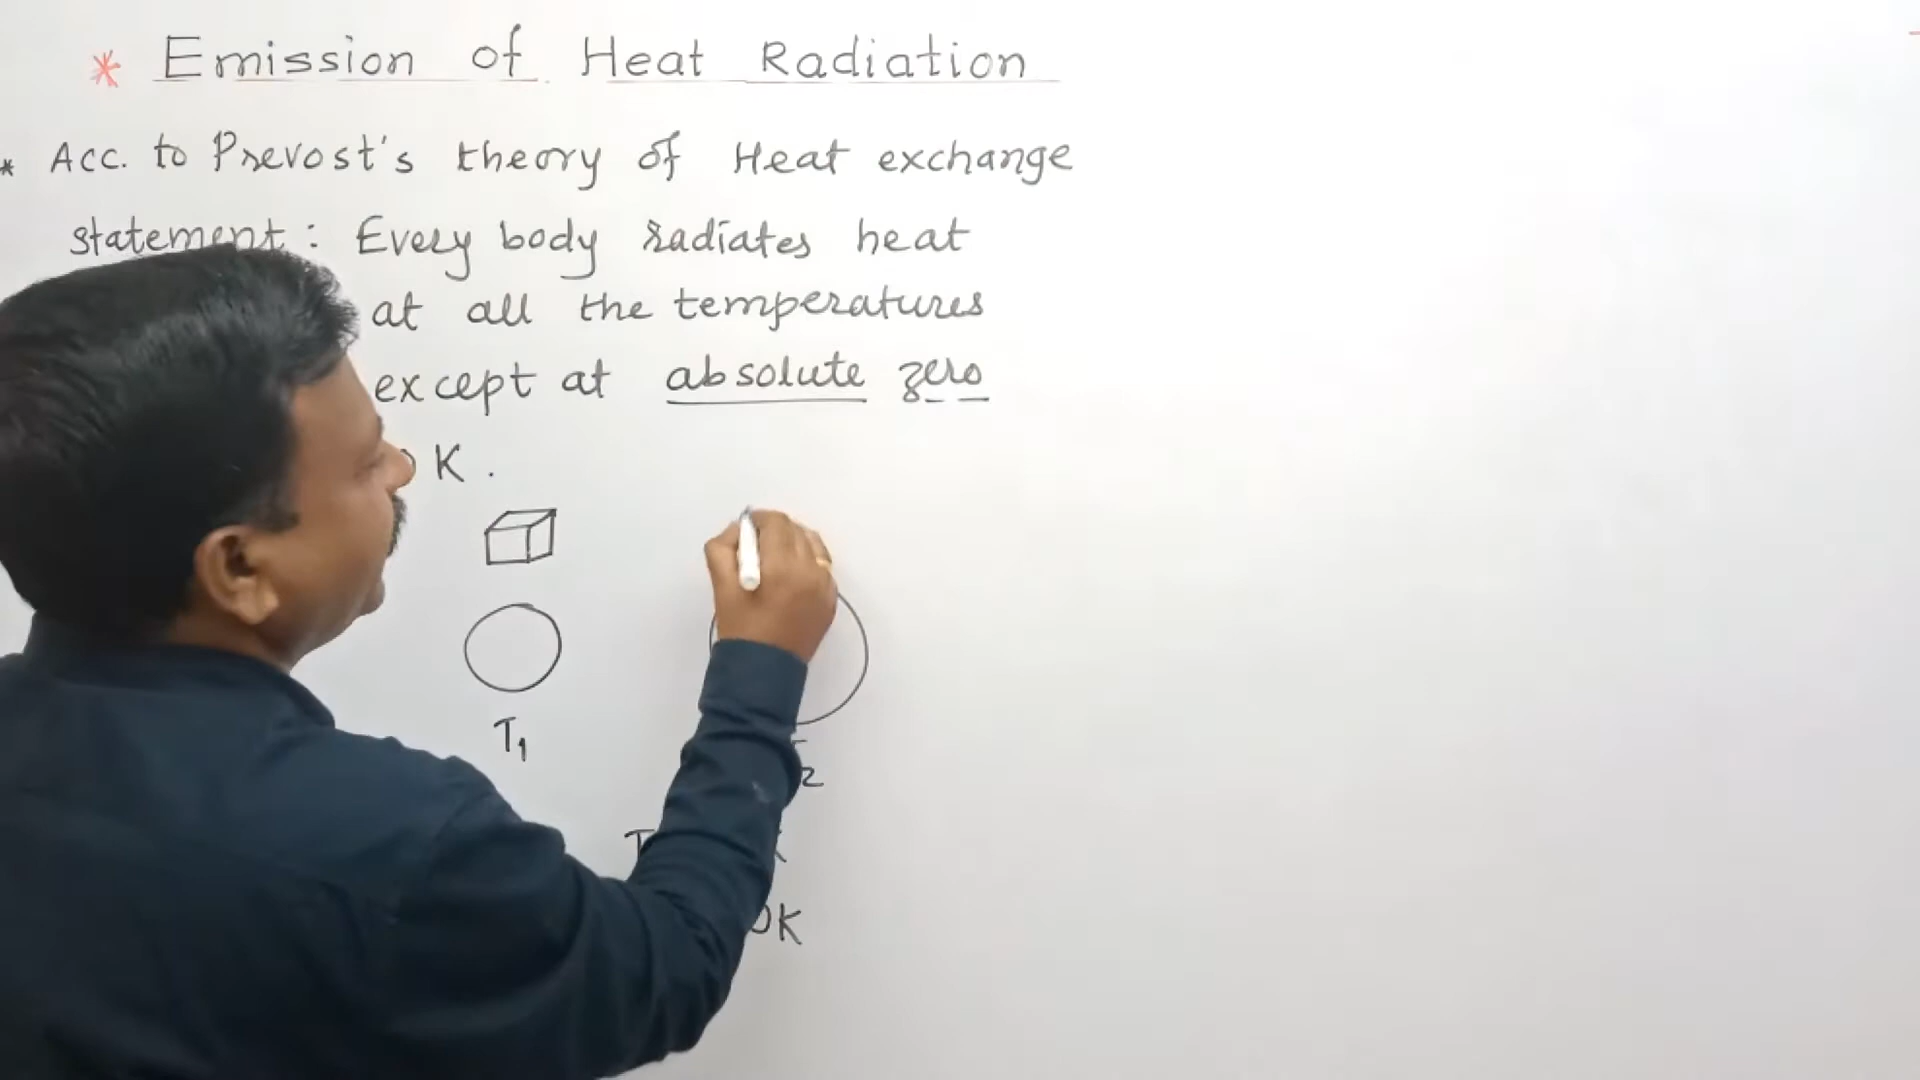 * Emission of Heat Radiation
* Acc. to Prevost's theory of Heat exchange
statement: Every body radiates heat
at all the temperatures
except at absolute zero
K.
T1
2
T
K